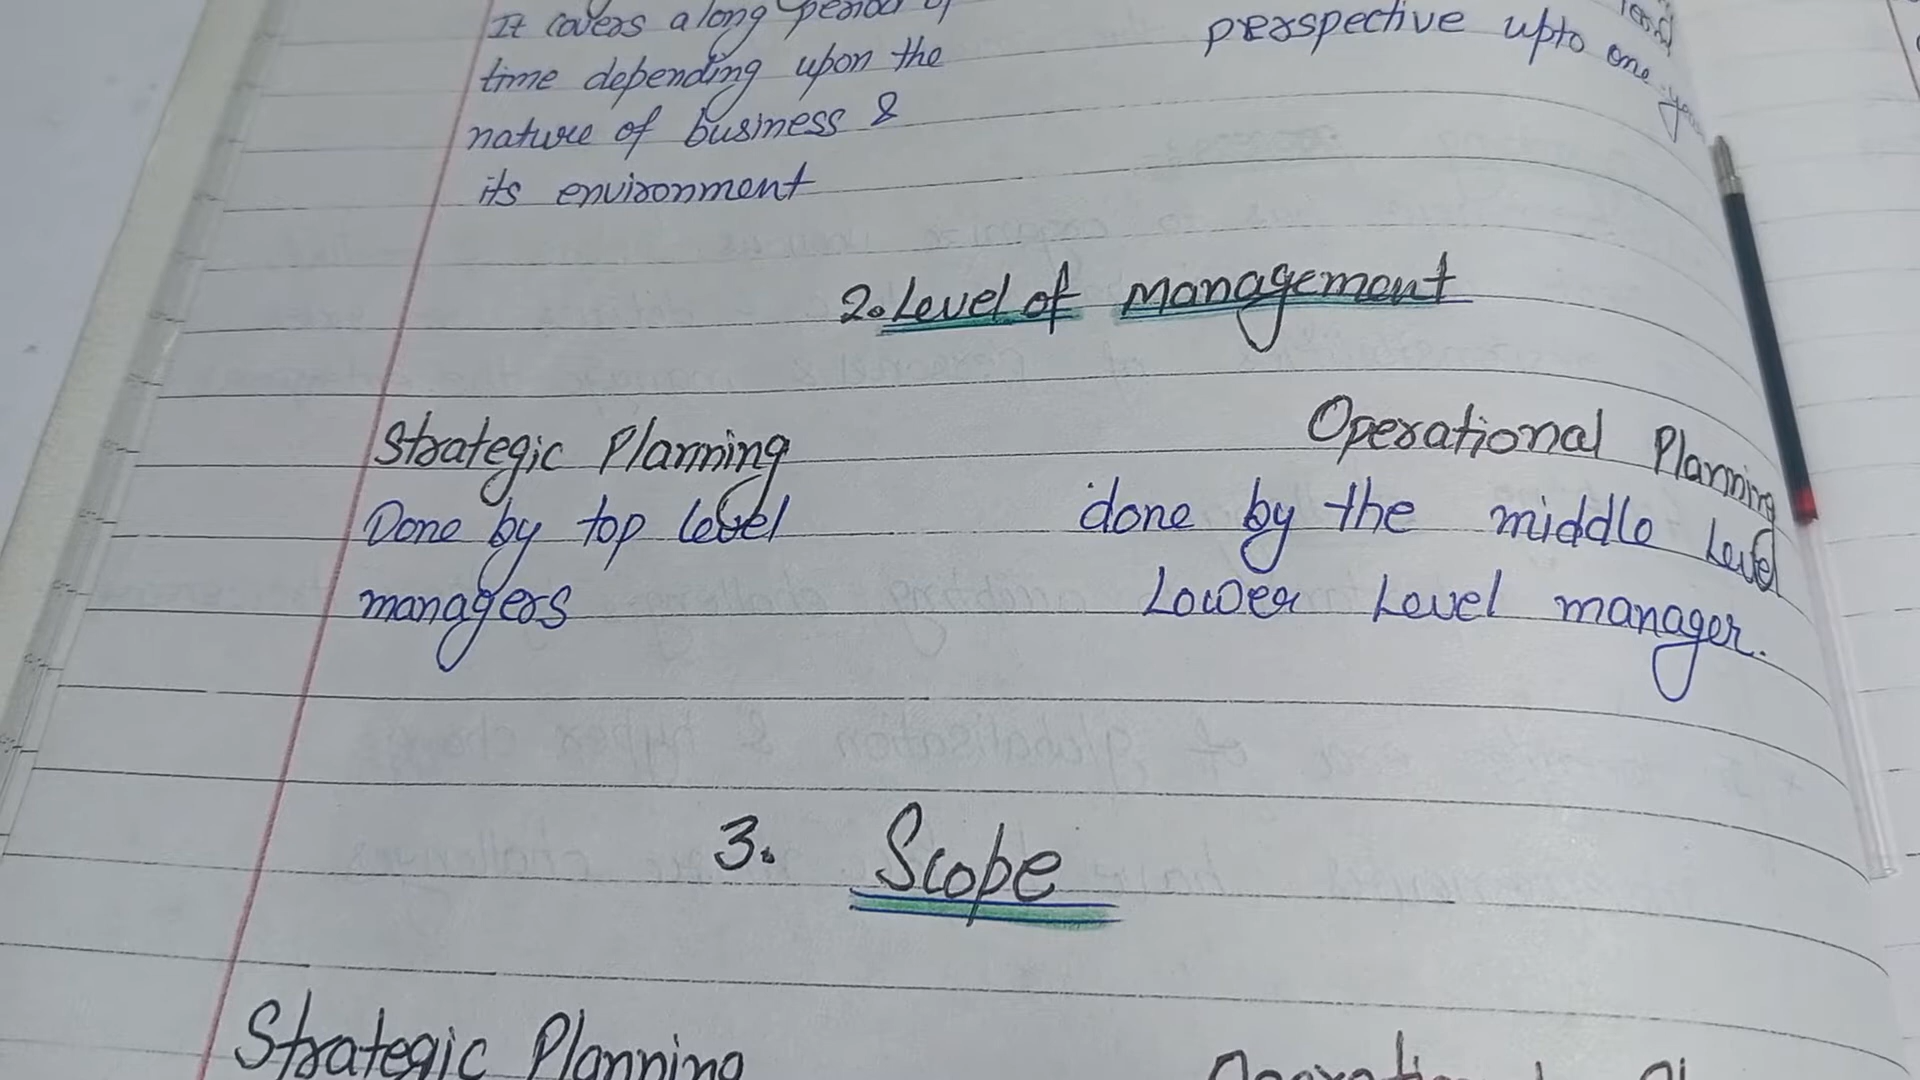 It covers a long period of
time depending upon the
nature of business &
its environment
perspective upto one year
2. Level of management
Strategic Planning
Done by top level
managers
Operational Planning
done by the middle Level
Lower Level manager.
3. Scope
Strategic Planning